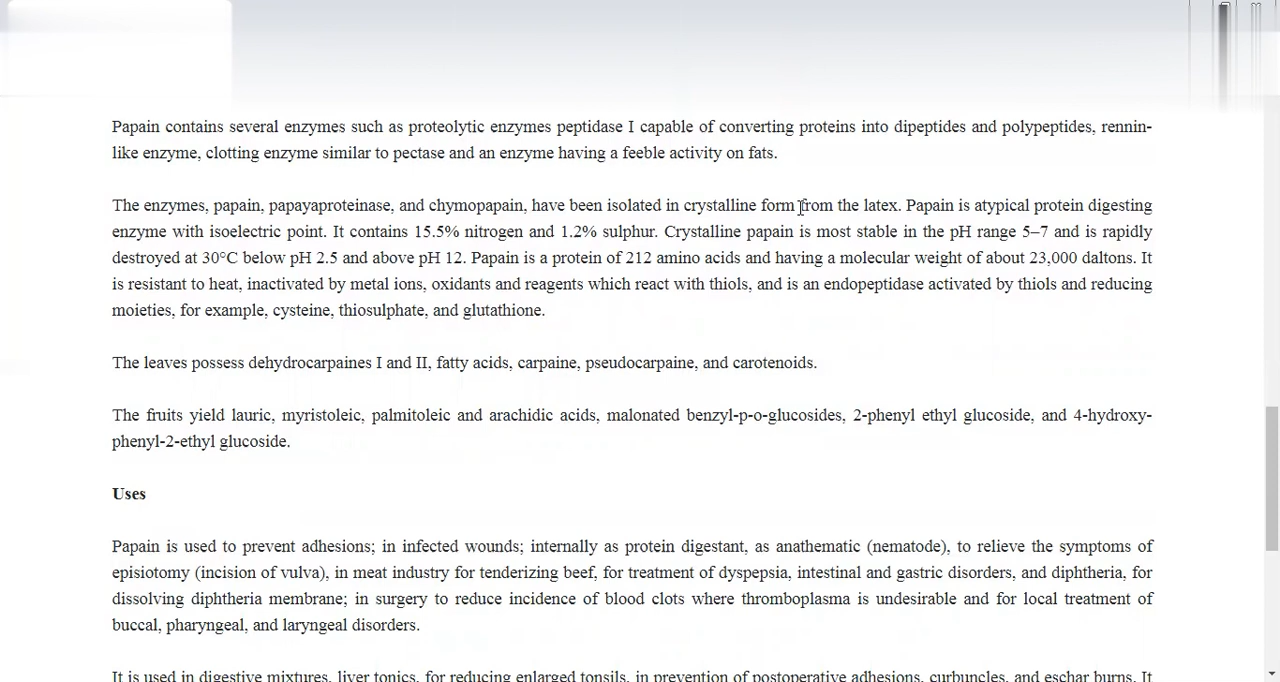 Papain contains several enzymes such as proteolytic enzymes peptidase I capable of converting proteins into dipeptides and polypeptides, rennin-
like enzyme, clotting enzyme similar to pectase and an enzyme having a feeble activity on fats.
The enzymes, papain, papayaproteinase, and chymopapain, have been isolated in crystalline form from the latex. Papain is atypical protein digesting
enzyme with isoelectric point. It contains 15.5% nitrogen and 1.2% sulphur. Crystalline papain is most stable in the pH range 5–7 and is rapidly
destroyed at 30°C below pH 2.5 and above pH 12. Papain is a protein of 212 amino acids and having a molecular weight of about 23,000 daltons. It
is resistant to heat, inactivated by metal ions, oxidants and reagents which react with thiols, and is an endopeptidase activated by thiols and reducing
moieties, for example, cysteine, thiosulphate, and glutathione.
The leaves possess dehydrocarpaines I and II, fatty acids, carpaine, pseudocarpaine, and carotenoids.
The fruits yield lauric, myristoleic, palmitoleic and arachidic acids, malonated benzyl-p-o-glucosides, 2-phenyl ethyl glucoside, and 4-hydroxy-
phenyl-2-ethyl glucoside.
Uses
Papain is used to prevent adhesions; in infected wounds; internally as protein digestant, as anathematic (nematode), to relieve the symptoms of
episiotomy (incision of vulva), in meat industry for tenderizing beef, for treatment of dyspepsia, intestinal and gastric disorders, and diphtheria, for
dissolving diphtheria membrane; in surgery to reduce incidence of blood clots where thromboplasma is undesirable and for local treatment of
buccal, pharyngeal, and laryngeal disorders.
It is used in digestive mixtures, liver tonics, for reducing enlarged tonsils, in prevention of postoperative adhesions, curbuncles, and eschar burns. It